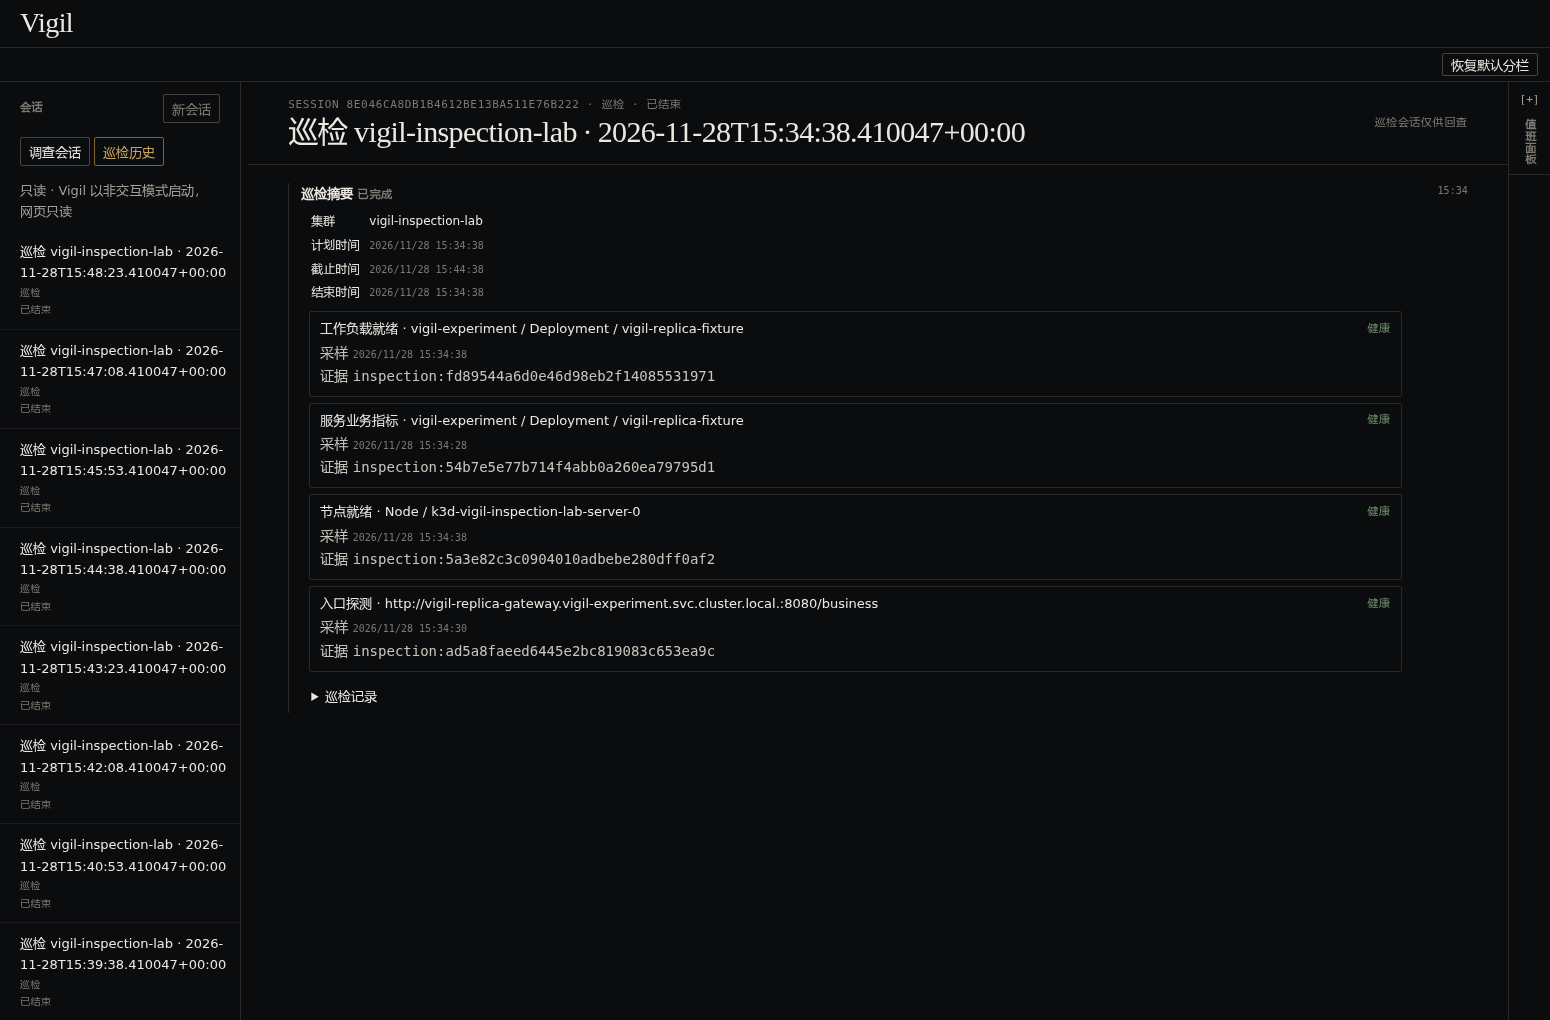 Vigil
恢复默认分栏
会话
新会话
调查会话
巡检历史
只读 · Vigil 以非交互模式启动,
网页只读
巡检 vigil-inspection-lab · 2026-
11-28T15:48:23.410047+00:00
巡检
已结束
巡检 vigil-inspection-lab · 2026-
11-28T15:47:08.410047+00:00
巡检
已结束
巡检 vigil-inspection-lab · 2026-
11-28T15:45:53.410047+00:00
巡检
已结束
巡检 vigil-inspection-lab · 2026-
11-28T15:44:38.410047+00:00
巡检
已结束
巡检 vigil-inspection-lab · 2026-
11-28T15:43:23.410047+00:00
巡检
已结束
巡检 vigil-inspection-lab · 2026-
11-28T15:42:08.410047+00:00
巡检
已结束
巡检 vigil-inspection-lab · 2026-
11-28T15:40:53.410047+00:00
巡检
已结束
巡检 vigil-inspection-lab · 2026-
11-28T15:39:38.410047+00:00
巡检
已结束
SESSION 8E046CA8DB1B4612BE13BA511E76B222 · 巡检 · 已结束
巡检 vigil-inspection-lab · 2026-11-28T15:34:38.410047+00:00
巡检会话仅供回查
巡检摘要 已完成
15:34
集群 vigil-inspection-lab
计划时间 2026/11/28 15:34:38
截止时间 2026/11/28 15:44:38
结束时间 2026/11/28 15:34:38
工作负载就绪 · vigil-experiment / Deployment / vigil-replica-fixture
健康
采样 2026/11/28 15:34:38
证据 inspection:fd89544a6d0e46d98eb2f14085531971
服务业务指标 · vigil-experiment / Deployment / vigil-replica-fixture
健康
采样 2026/11/28 15:34:28
证据 inspection:54b7e5e77b714f4abb0a260ea79795d1
节点就绪 · Node / k3d-vigil-inspection-lab-server-0
健康
采样 2026/11/28 15:34:38
证据 inspection:5a3e82c3c0904010adbebe280dff0af2
入口探测 · http://vigil-replica-gateway.vigil-experiment.svc.cluster.local.:8080/business
健康
采样 2026/11/28 15:34:30
证据 inspection:ad5a8faeed6445e2bc819083c653ea9c
▶ 巡检记录
[+]
值班面板